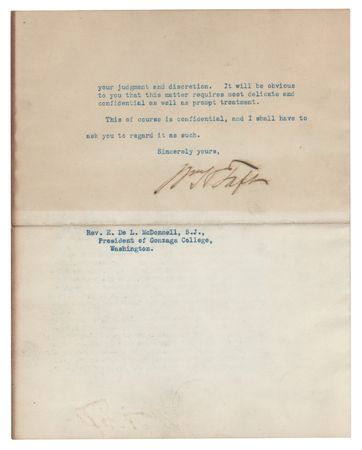 your judgment and discretion. It will be obvious
to you that this matter requires most delicate and
confidential as well as prompt treatment.
This of course is confidential, and I shall have to
ask you to regard it as such.
Sincerely yours,
Wm H Taft
Rev. E. De L. McDonnell, S.J.,
President of Gonzaga College,
Washington.